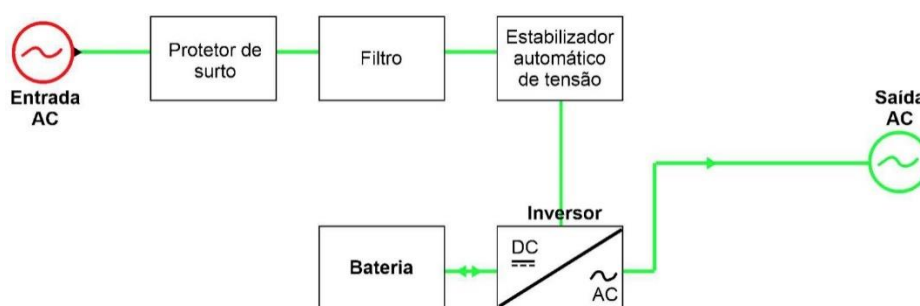 Entrada
AC
Protetor de
surto
Filtro
Estabilizador
automático
de tensão
Saída
AC
Bateria
Inversor
DC
AC